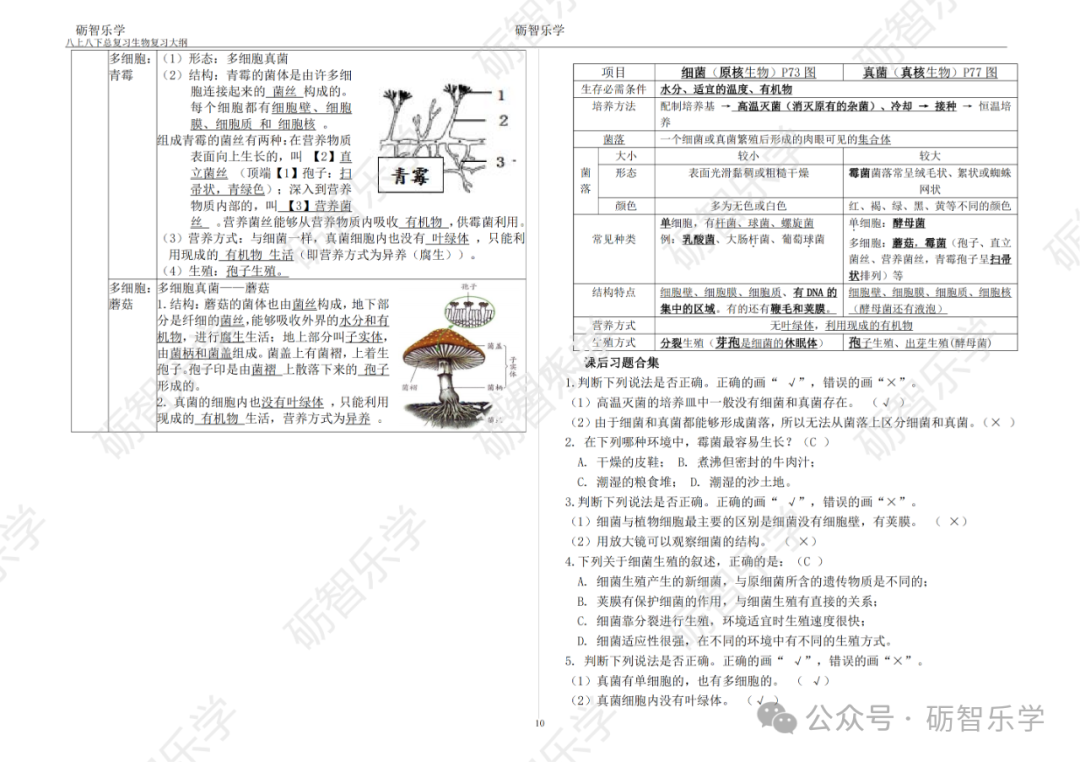 砺智乐学
砺智乐学
八上八下总复习生物复习大纲
多细胞：
青霉
（1）形态：多细胞真菌
（2）结构：青霉的菌体是由许多细
胞连接起来的 菌丝 构成的。
每个细胞都有细胞壁、细胞
膜、细胞质 和 细胞核 。
组成青霉的菌丝有两种：在营养物质
表面向上生长的，叫 【2】直
立菌丝 （顶端【1】孢子：扫
帚状，青绿色）；深入到营养
物质内部的，叫 【3】营养菌
丝 。营养菌丝能够从营养物质内吸收 有机物 ，供霉菌利用。
（3）营养方式：与细菌一样，真菌细胞内也没有 叶绿体 ，只能利
用现成的 有机物 生活（即营养方式为异养（腐生））。
（4）生殖：孢子生殖。
1
2
3
青霉
多细胞：
蘑菇
多细胞真菌——蘑菇
1.结构：蘑菇的菌体也由菌丝构成，地下部
分是纤细的菌丝，能够吸收外界的水分和有
机物，进行腐生生活；地上部分叫子实体，
由菌柄和菌盖组成。菌盖上有菌褶，上着生
孢子。孢子印是由菌褶 上散落下来的 孢子
形成的。
2. 真菌的细胞内也没有叶绿体 ，只能利用
现成的 有机物 生活，营养方式为异养 。
孢子
菌盖
子实体
菌褶
菌柄
菌丝
项目 细菌（原核生物）P73 图 真菌（真核生物）P77 图
生存必需条件 水分、适宜的温度、有机物
培养方法 配制培养基 → 高温灭菌（消灭原有的杂菌）、冷却 → 接种 → 恒温培
养
菌落 一个细菌或真菌繁殖后形成的肉眼可见的集合体
菌落
大小 较小 较大
形态 表面光滑黏稠或粗糙干燥 霉菌菌落常呈绒毛状、絮状或蜘蛛
网状
颜色 多为无色或白色 红、褐、绿、黑、黄等不同的颜色
常见种类
单细胞，有杆菌、球菌、螺旋菌
例：乳酸菌、大肠杆菌、葡萄球菌
单细胞：酵母菌
多细胞：蘑菇，霉菌（孢子、直立
菌丝、营养菌丝，青霉孢子呈扫帚
状排列）等
结构特点
细胞壁、细胞膜、细胞质、有 DNA 的
集中的区域。有的还有鞭毛和荚膜。
细胞壁、细胞膜、细胞质、细胞核
（酵母菌还有液泡）
营养方式 无叶绿体，利用现成的有机物
生殖方式 分裂生殖（芽孢是细菌的休眠体） 孢子生殖、出芽生殖(酵母菌)
课后习题合集
1.判断下列说法是否正确。正确的画“ √”，错误的画“×”。
（1）高温灭菌的培养皿中一般没有细菌和真菌存在。 （ √ ）
（2）由于细菌和真菌都能够形成菌落，所以无法从菌落上区分细菌和真菌。（× ）
2. 在下列哪种环境中，霉菌最容易生长？（C ）
A. 干燥的皮鞋； B. 煮沸但密封的牛肉汁；
C. 潮湿的粮食堆； D. 潮湿的沙土地。
3.判断下列说法是否正确。正确的画“ √”，错误的画“×”。
（1）细菌与植物细胞最主要的区别是细菌没有细胞壁，有荚膜。 （ ×）
（2）用放大镜可以观察细菌的结构。 （ ×）
4.下列关于细菌生殖的叙述，正确的是：（C ）
A. 细菌生殖产生的新细菌，与原细菌所含的遗传物质是不同的；
B. 荚膜有保护细菌的作用，与细菌生殖有直接的关系；
C. 细菌靠分裂进行生殖，环境适宜时生殖速度很快；
D. 细菌适应性很强，在不同的环境中有不同的生殖方式。
5. 判断下列说法是否正确。正确的画“ √”，错误的画“×”。
（1）真菌有单细胞的，也有多细胞的。 （ √）
（2）真菌细胞内没有叶绿体。 （√ ）
10
公众号 · 砺智乐学